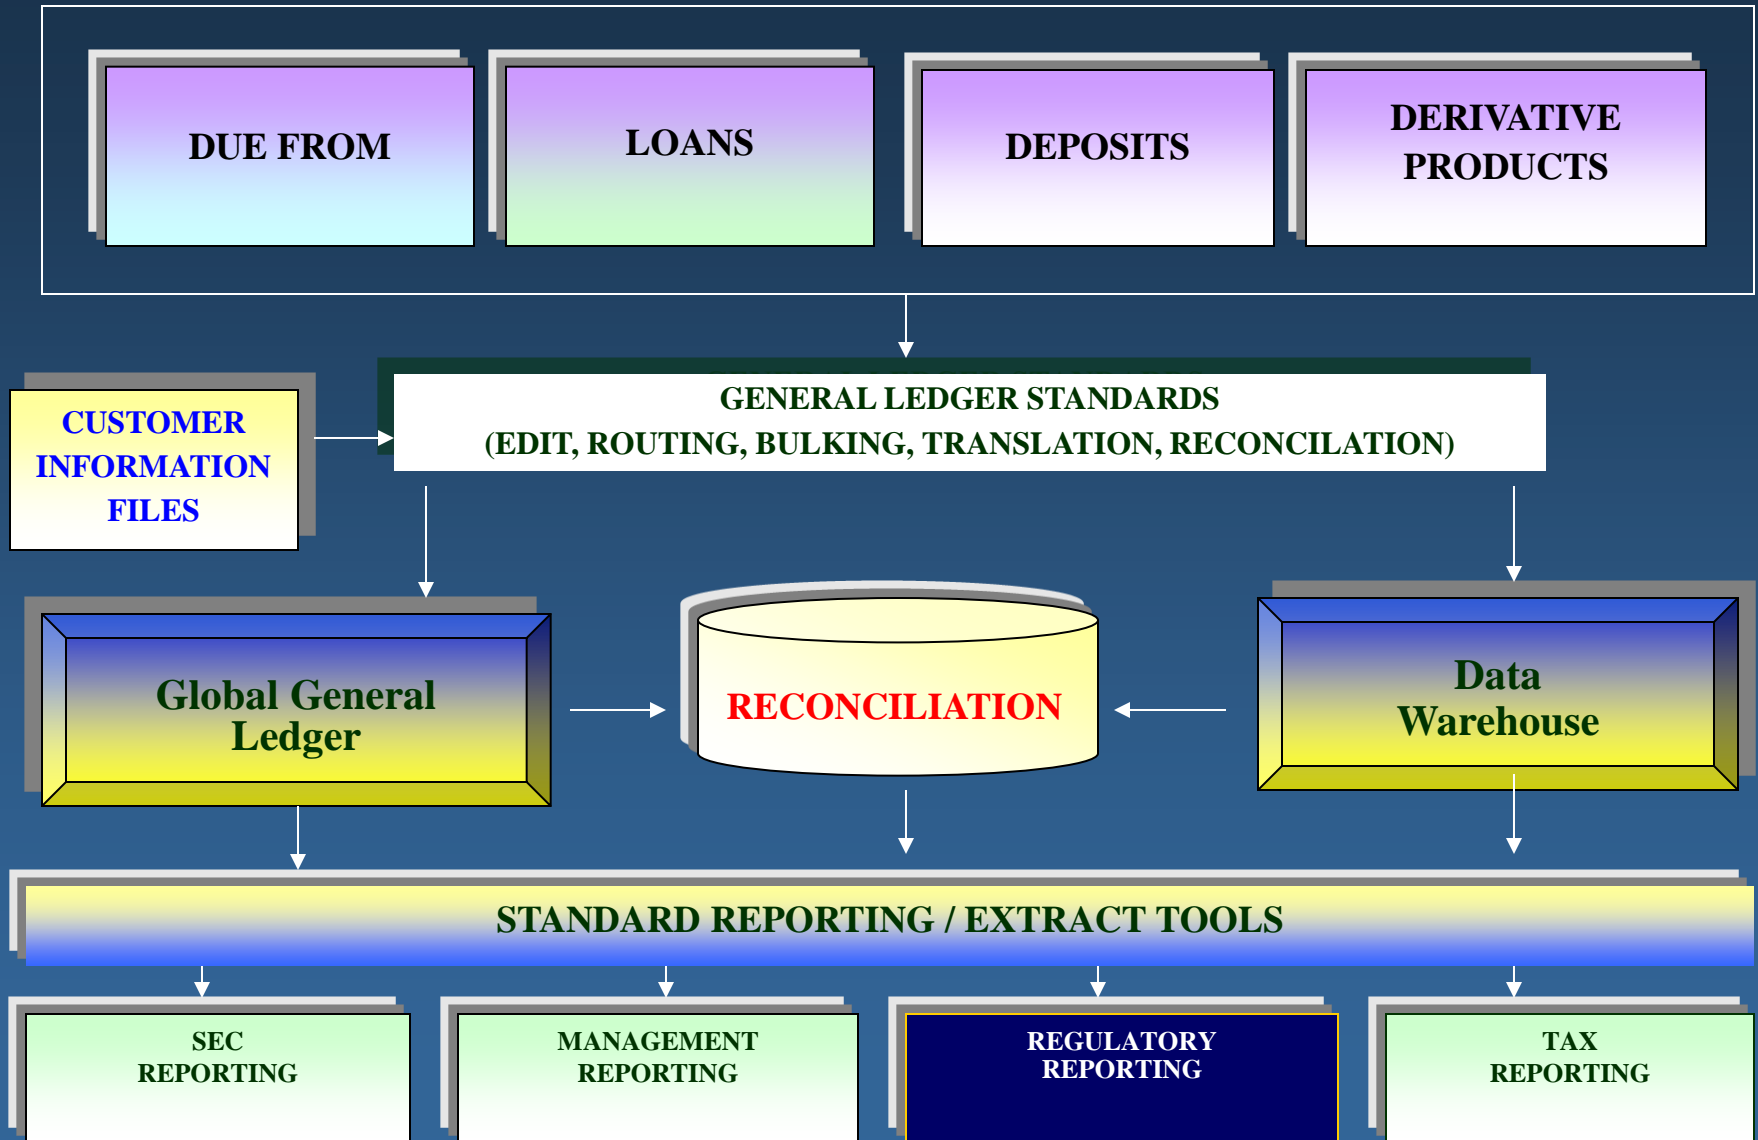 DUE FROM
LOANS
DEPOSITS
DERIVATIVE
PRODUCTS
GENERAL LEDGER STANDARDS
(EDIT, ROUTING, BULKING, TRANSLATION, RECONCILATION)
CUSTOMER
INFORMATION
FILES
Global General
Ledger
RECONCILIATION
Data
Warehouse
STANDARD REPORTING / EXTRACT TOOLS
SEC
REPORTING
MANAGEMENT
REPORTING
REGULATORY
REPORTING
TAX
REPORTING